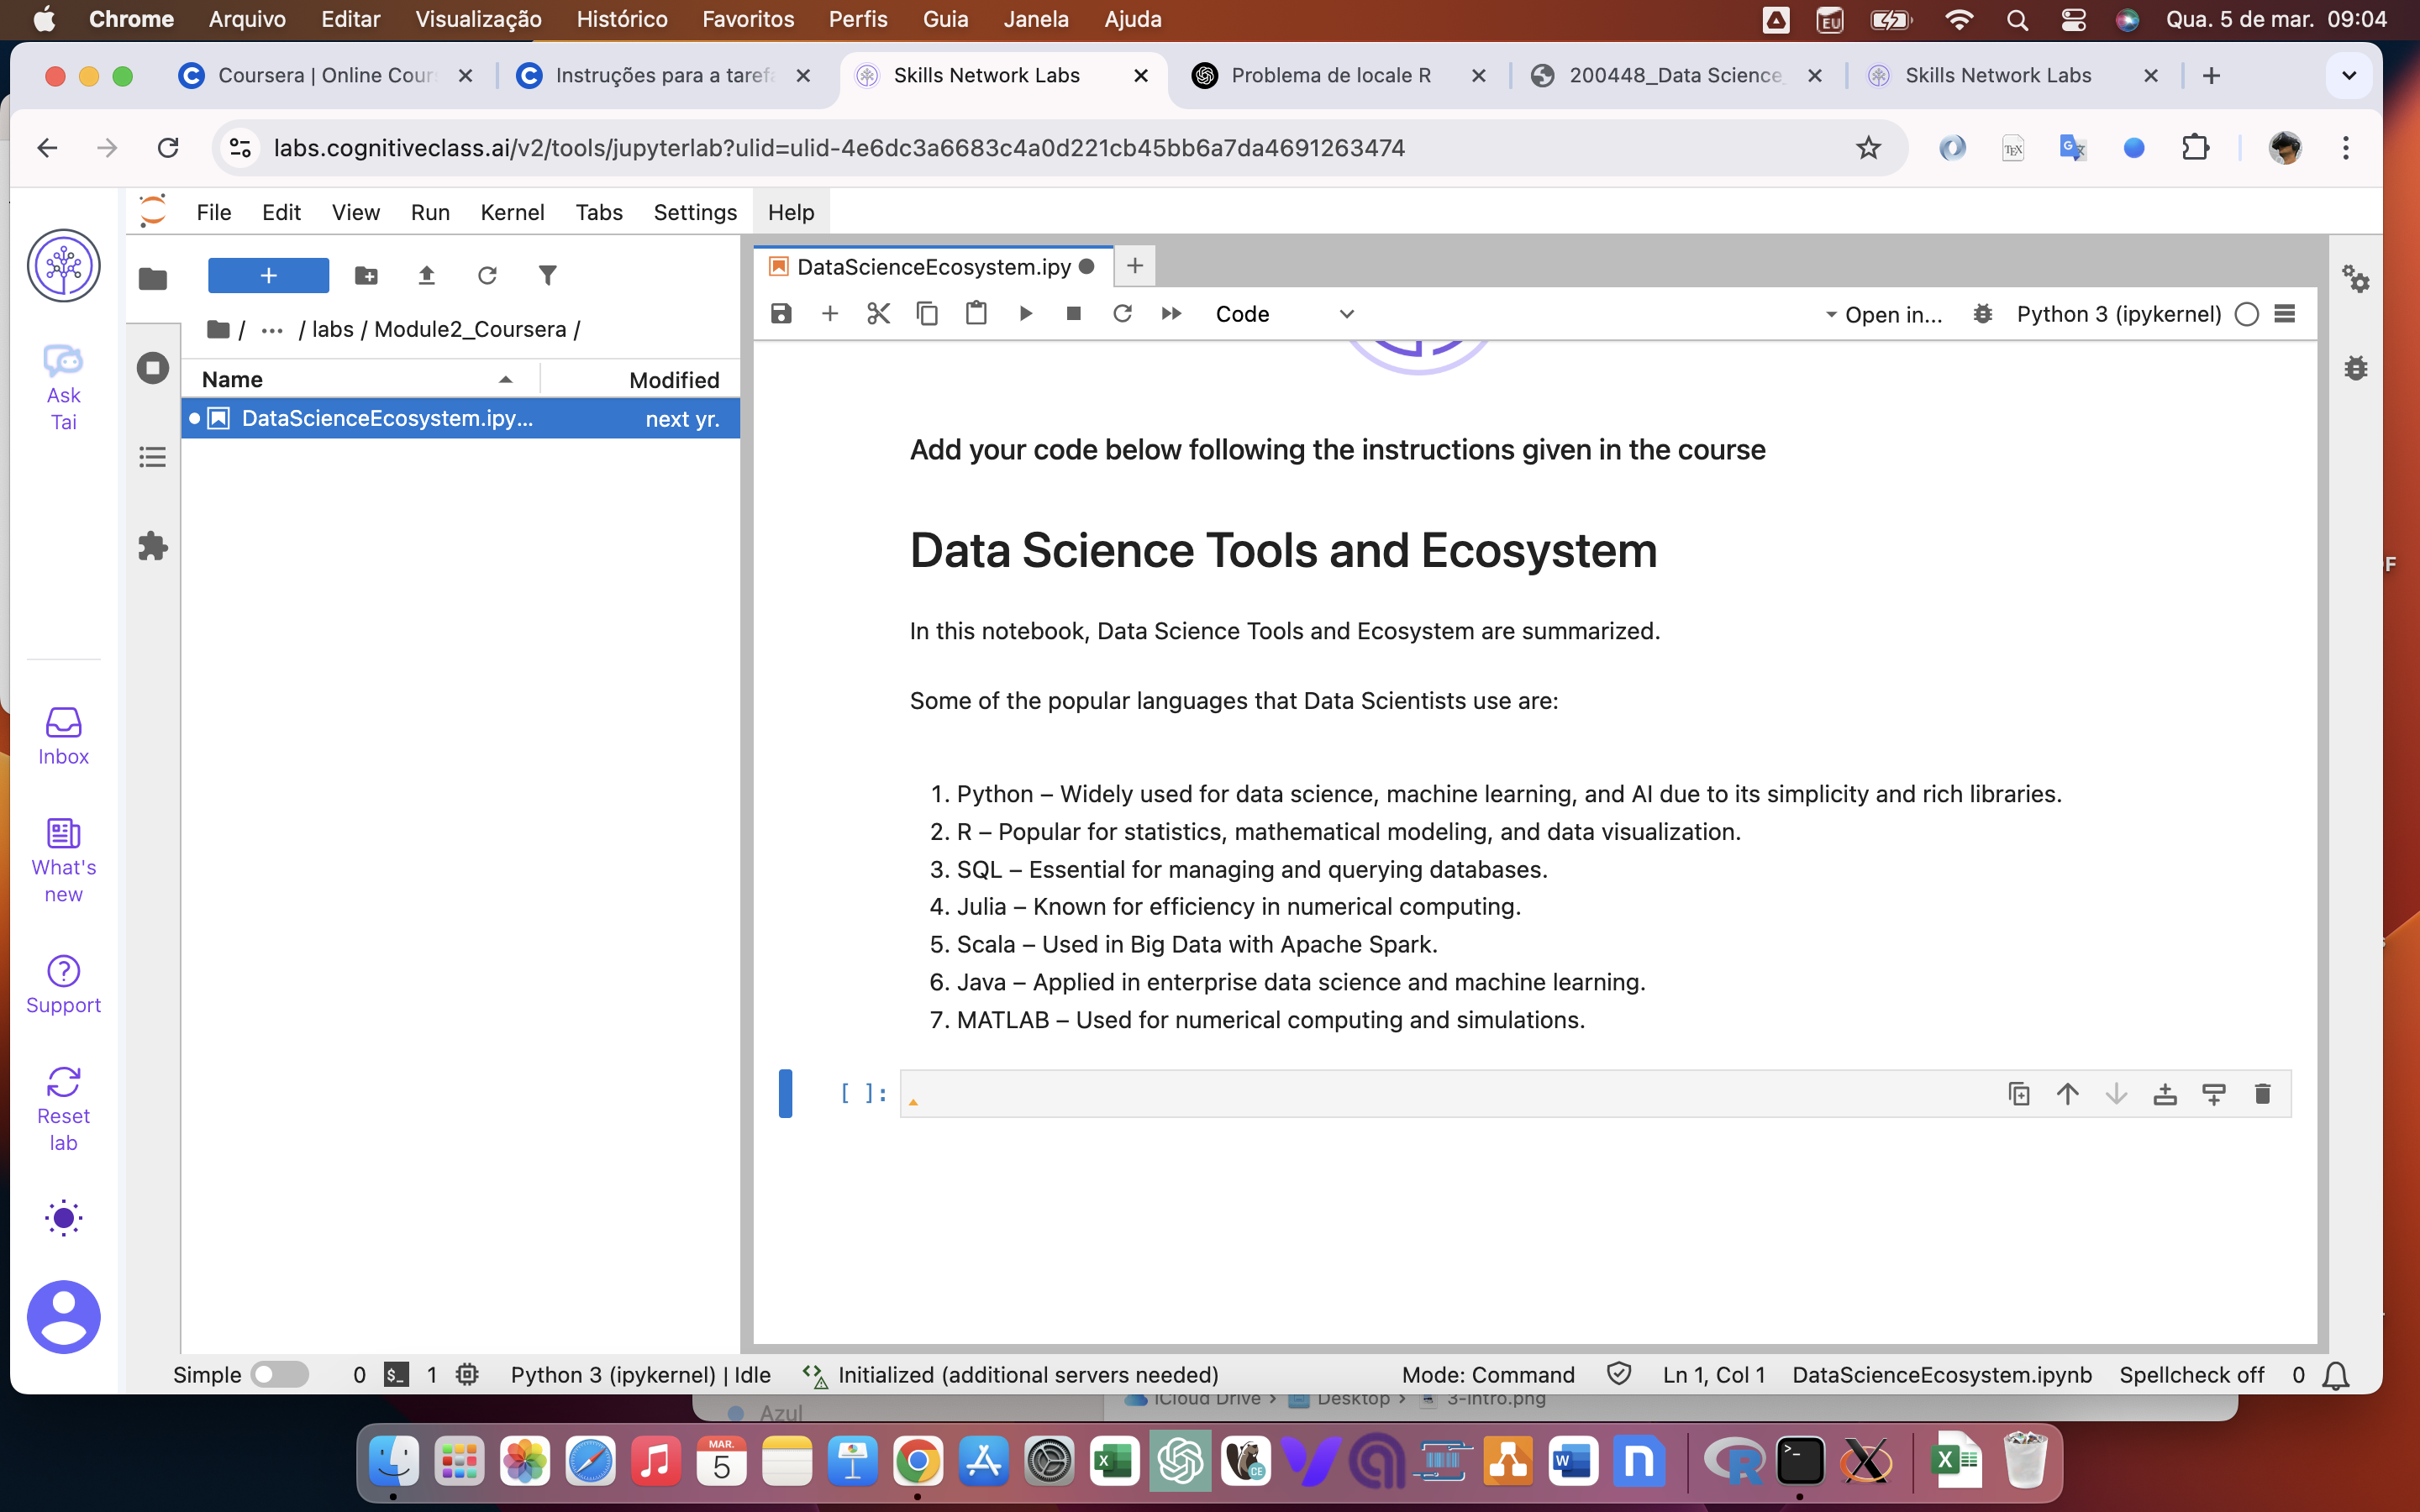 Chrome Arquivo Editar Visualização Histórico Favoritos Perfis Guia Janela Ajuda EU Qua. 5 de mar. 09:04
Coursera | Online Cour Instruções para a tarefa Skills Network Labs Problema de locale R 200448_Data Science_ Skills Network Labs
labs.cognitiveclass.ai/v2/tools/jupyterlab?ulid=ulid-4e6dc3a6683c4a0d221cb45bb6a7da4691263474
File Edit View Run Kernel Tabs Settings Help
DataScienceEcosystem.ipy
Code Open in... Python 3 (ipykernel)
/ ... / labs / Module2_Coursera /
Name Modified
DataScienceEcosystem.ipy... next yr.
Ask
Tai
Inbox
What's
new
Support
Reset
lab
Add your code below following the instructions given in the course
Data Science Tools and Ecosystem
In this notebook, Data Science Tools and Ecosystem are summarized.
Some of the popular languages that Data Scientists use are:
1. Python – Widely used for data science, machine learning, and AI due to its simplicity and rich libraries.
2. R – Popular for statistics, mathematical modeling, and data visualization.
3. SQL – Essential for managing and querying databases.
4. Julia – Known for efficiency in numerical computing.
5. Scala – Used in Big Data with Apache Spark.
6. Java – Applied in enterprise data science and machine learning.
7. MATLAB – Used for numerical computing and simulations.
[ ]:
Simple 0 $_ 1 Python 3 (ipykernel) | Idle Initialized (additional servers needed) Mode: Command Ln 1, Col 1 DataScienceEcosystem.ipynb Spellcheck off 0
Azul iCloud Drive › Desktop › 3-intro.png
MAR.
5